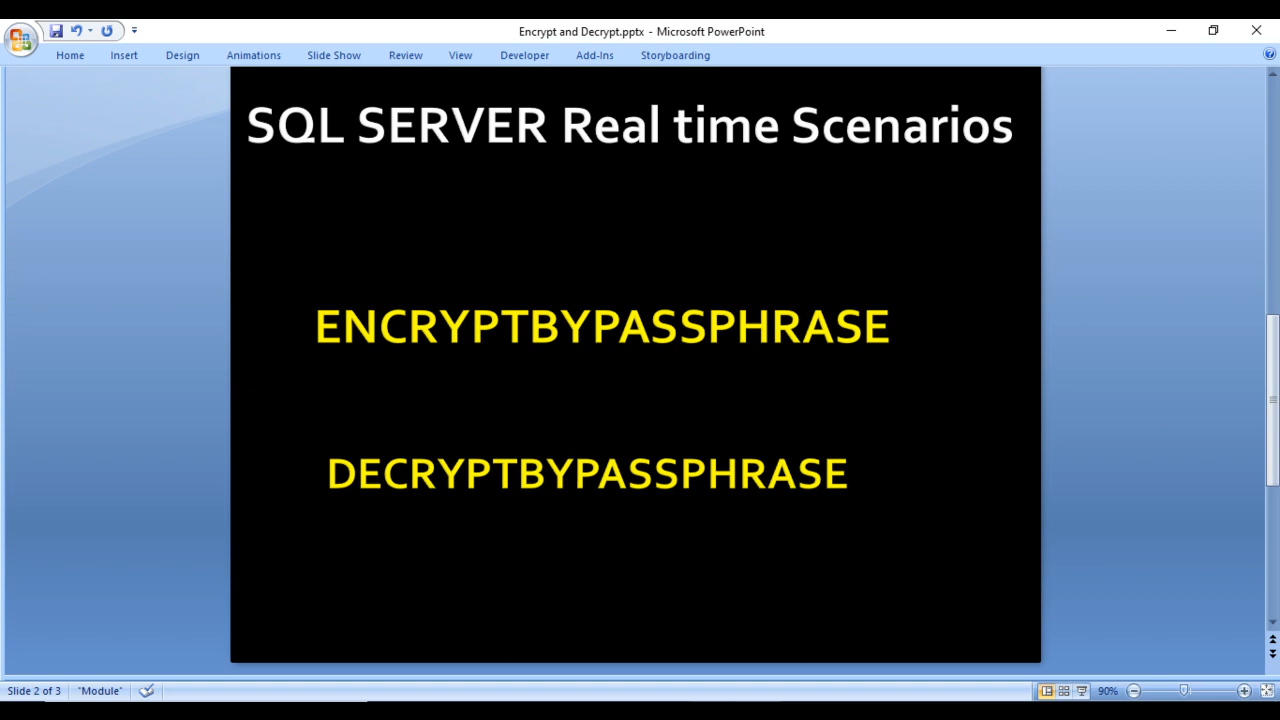 Encrypt and Decrypt.pptx - Microsoft PowerPoint
Home Insert Design Animations Slide Show Review View Developer Add-Ins Storyboarding
SQL SERVER Real time Scenarios
ENCRYPTBYPASSPHRASE
DECRYPTBYPASSPHRASE
Slide 2 of 3 "Module" 90%